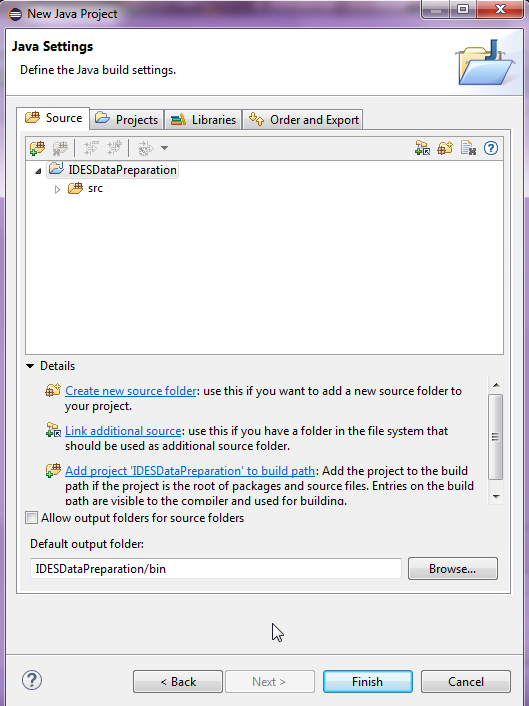 New Java Project
Java Settings
Define the Java build settings.
Source
Projects
Libraries
Order and Export
IDESDataPreparation
src
Details
Create new source folder: use this if you want to add a new source folder to
your project.
Link additional source: use this if you have a folder in the file system that
should be used as additional source folder.
Add project 'IDESDataPreparation' to build path: Add the project to the build
path if the project is the root of packages and source files. Entries on the build
path are visible to the compiler and used for building.
Allow output folders for source folders
Default output folder:
IDESDataPreparation/bin
Browse...
< Back
Next >
Finish
Cancel